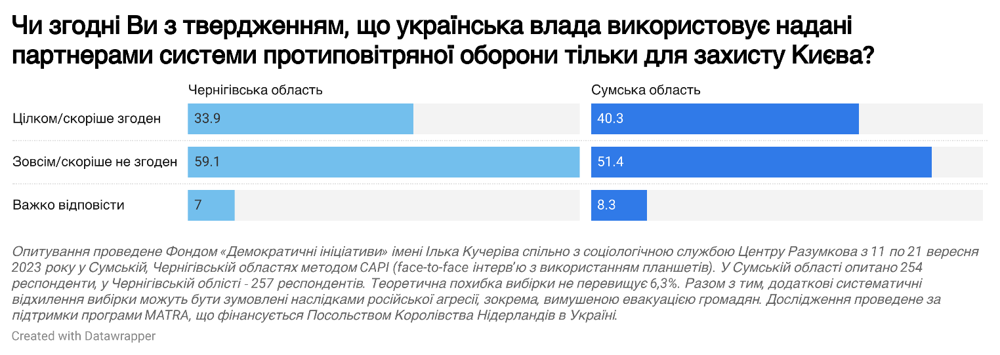 Чи згодні Ви з твердженням, що українська влада використовує надані
партнерами системи протиповітряної оборони тільки для захисту Києва?
Чернігівська область
Сумська область
Цілком/скоріше згоден
33.9
40.3
Зовсім/скоріше не згоден
59.1
51.4
Важко відповісти
7
8.3
Опитування проведене Фондом «Демократичні ініціативи» імені Ілька Кучеріва спільно з соціологічною службою Центру Разумкова з 11 по 21 вересня
2023 року у Сумській, Чернігівській областях методом CAPI (face-to-face інтерв’ю з використанням планшетів). У Сумській області опитано 254
респонденти, у Чернігівській облісті - 257 респондентів. Теоретична похибка вибірки не перевищує 6,3%. Разом з тим, додаткові систематичні
відхилення вибірки можуть бути зумовлені наслідками російської агресії, зокрема, вимушеною евакуацією громадян. Дослідження проведене за
підтримки програми MATRA, що фінансується Посольством Королівства Нідерландів в Україні.
Created with Datawrapper